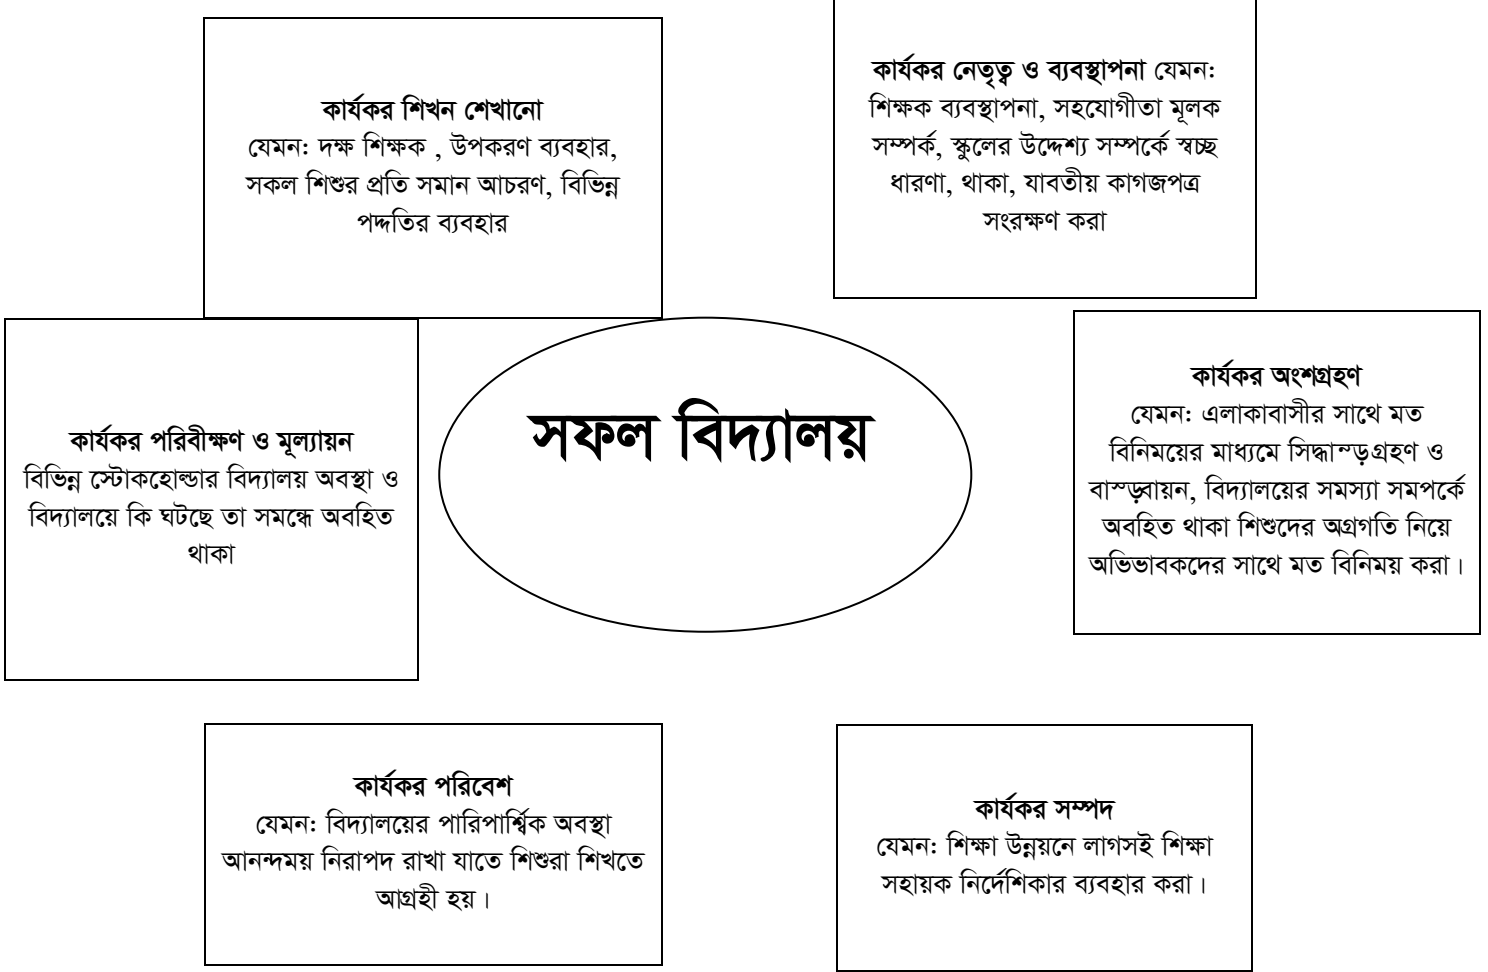 কার্যকর শিখন শেখানো
যেমন: দক্ষ শিক্ষক , উপকরণ ব্যবহার,
সকল শিশুর প্রতি সমান আচরণ, বিভিন্ন
পদ্দতির ব্যবহার
কার্যকর নেতৃত্ব ও ব্যবস্থাপনা যেমন:
শিক্ষক ব্যবস্থাপনা, সহযোগীতা মূলক
সম্পর্ক, স্কুলের উদ্দেশ্য সম্পর্কে স্বচ্ছ
ধারণা, থাকা, যাবতীয় কাগজপত্র
সংরক্ষণ করা
কার্যকর পরিবীক্ষণ ও মূল্যায়ন
বিভিন্ন স্টোকহোল্ডার বিদ্যালয় অবস্থা ও
বিদ্যালয়ে কি ঘটছে তা সমন্ধে অবহিত
থাকা
সফল বিদ্যালয়
কার্যকর অংশগ্রহণ
যেমন: এলাকাবাসীর সাথে মত
বিনিময়ের মাধ্যমে সিদ্ধাস্ড়গ্রহণ ও
বাস্ড়্বায়ন, বিদ্যালয়ের সমস্যা সমপর্কে
অবহিত থাকা শিশুদের অগ্রগতি নিয়ে
অভিভাবকদের সাথে মত বিনিময় করা।
কার্যকর পরিবেশ
যেমন: বিদ্যালয়ের পারিপার্শ্বিক অবস্থা
আনন্দময় নিরাপদ রাখা যাতে শিশুরা শিখতে
আগ্রহী হয়।
কার্যকর সম্পদ
যেমন: শিক্ষা উন্নয়নে লাগসই শিক্ষা
সহায়ক নির্দেশিকার ব্যবহার করা।